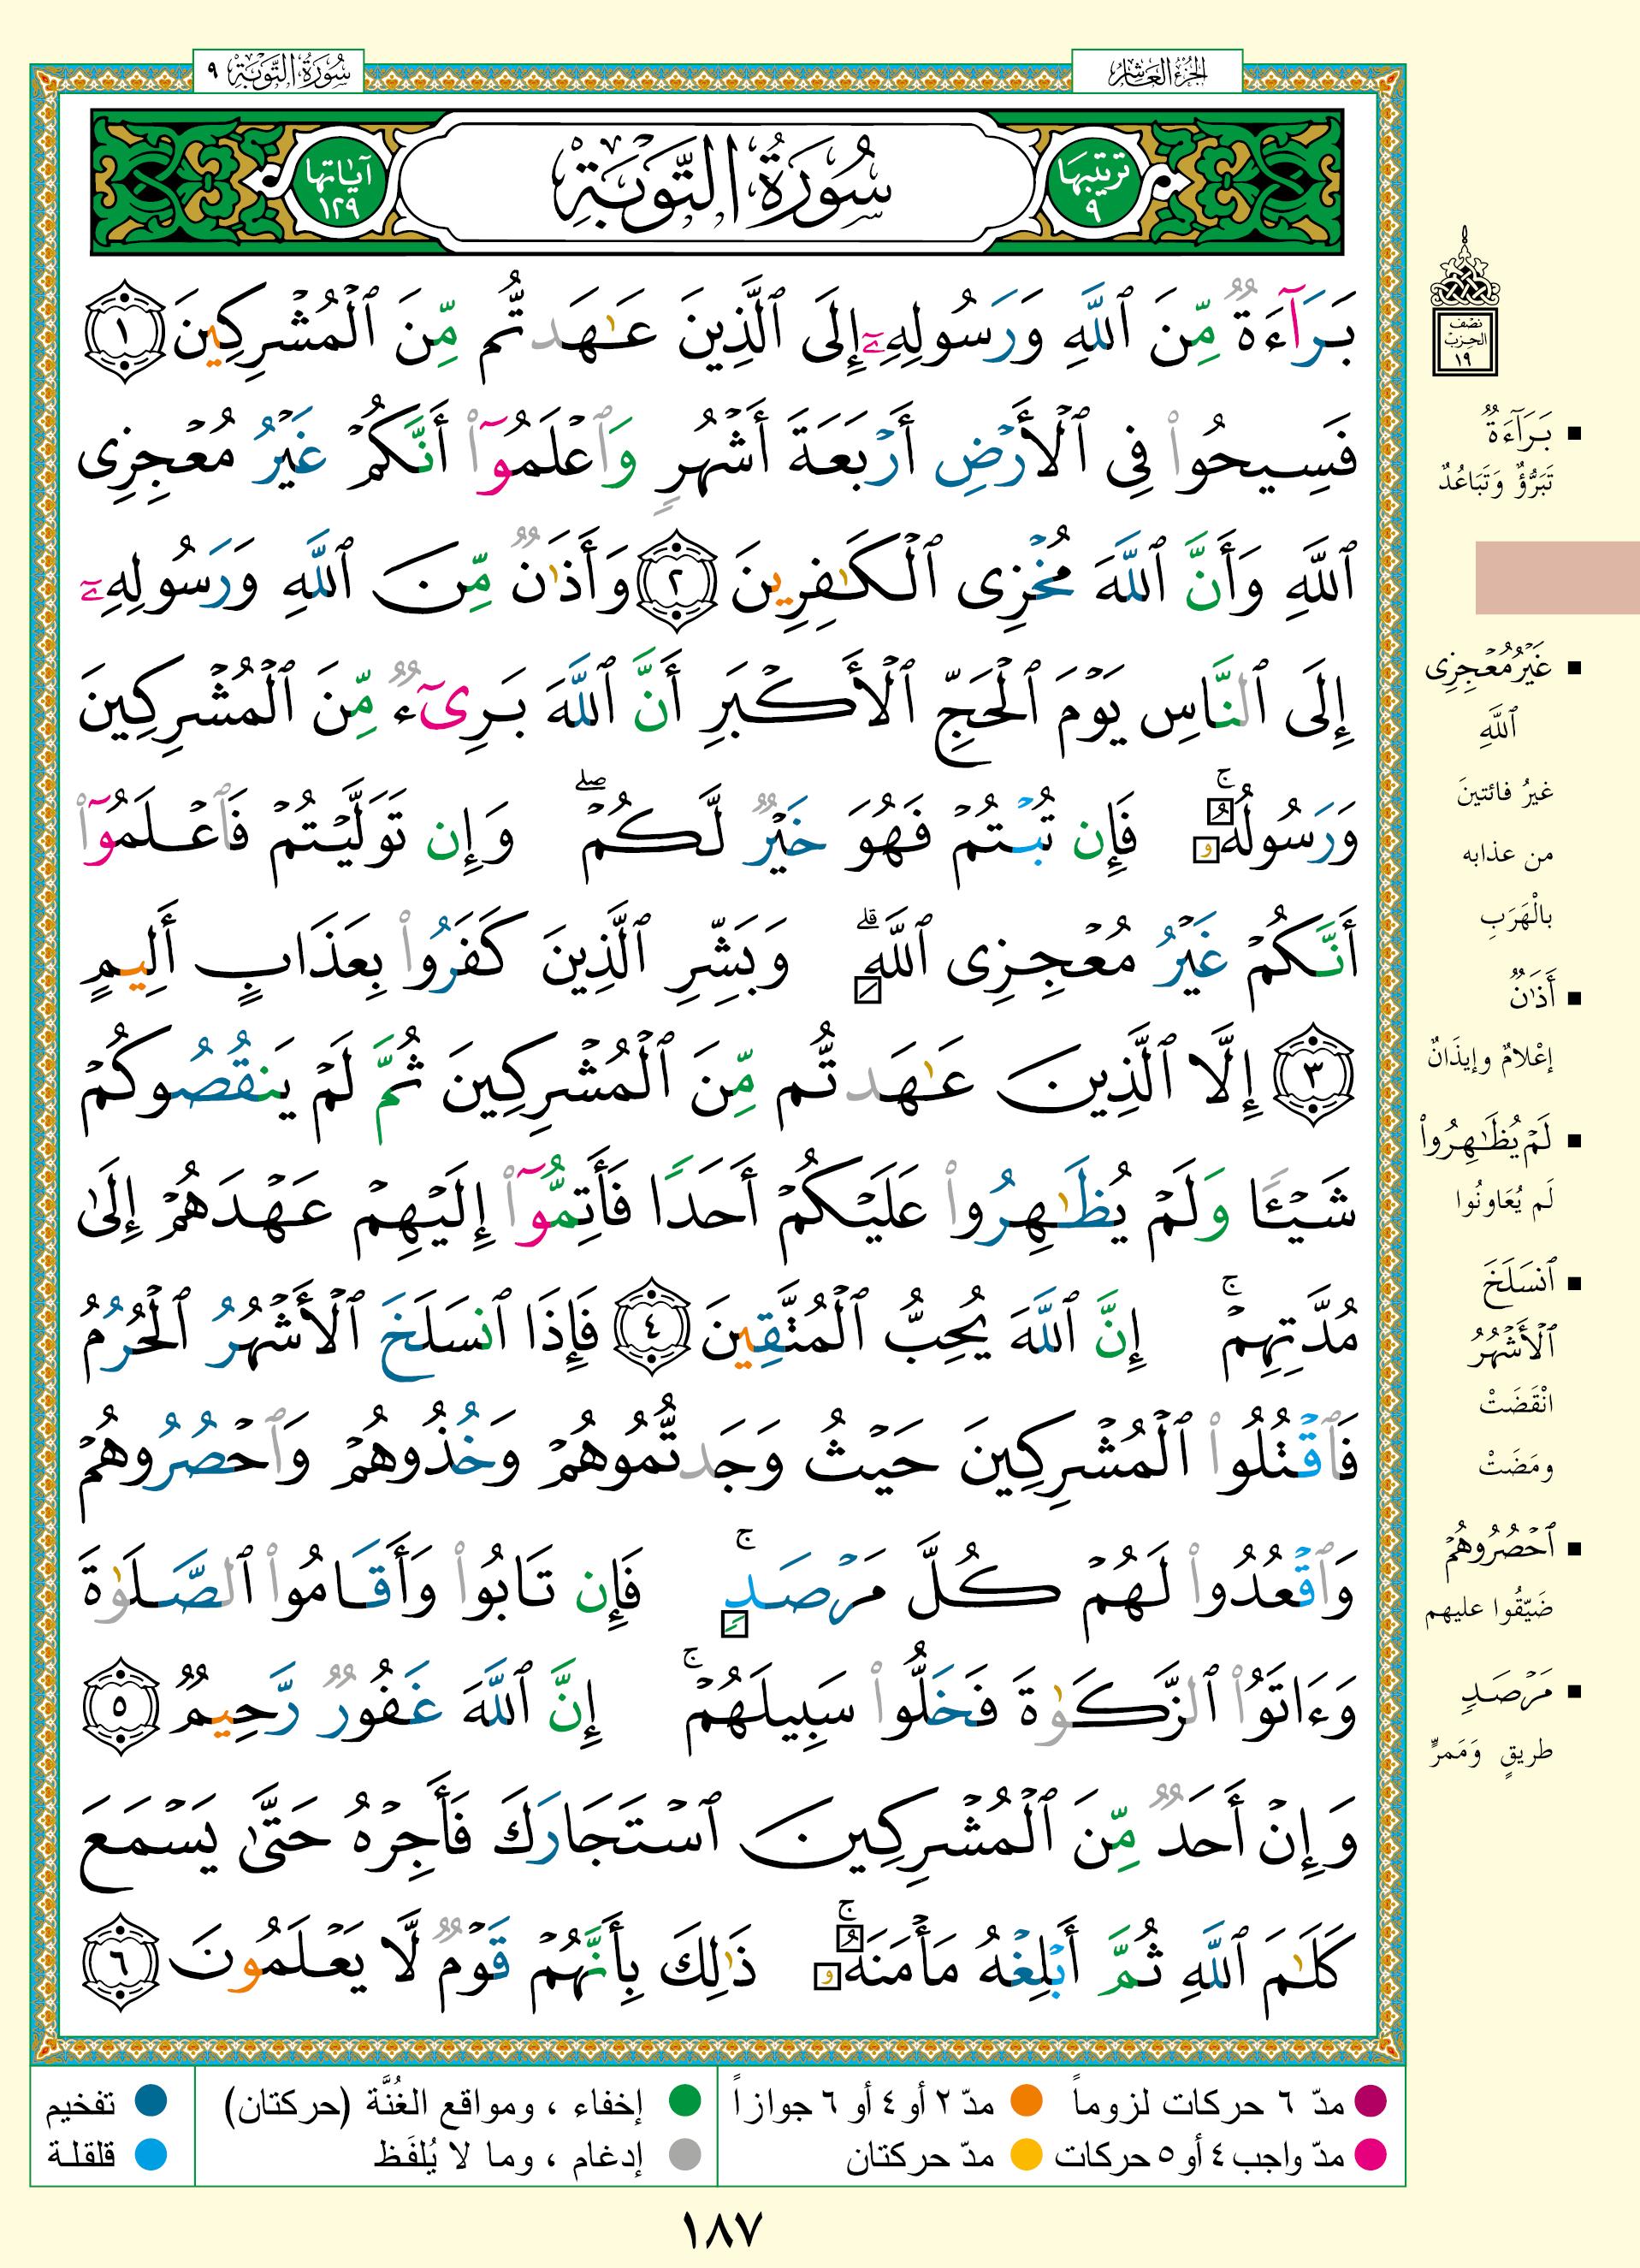 الجزء العاشر
سورة التوبة ٩
ترتيبها ٩
سُورَةُ التَّوْبَةِ
آياتها ١٢٩
بَرَآءَةٌ مِّنَ ٱللَّهِ وَرَسُولِهِۦٓ إِلَى ٱلَّذِينَ عَـٰهَدتُّم مِّنَ ٱلْمُشْرِكِينَ ١
فَسِيحُوا۟ فِى ٱلْأَرْضِ أَرْبَعَةَ أَشْهُرٍ وَٱعْلَمُوٓا۟ أَنَّكُمْ غَيْرُ مُعْجِزِى
ٱللَّهِ وَأَنَّ ٱللَّهَ مُخْزِى ٱلْكَـٰفِرِينَ ٢ وَأَذَٰنٌ مِّنَ ٱللَّهِ وَرَسُولِهِۦٓ
إِلَى ٱلنَّاسِ يَوْمَ ٱلْحَجِّ ٱلْأَكْبَرِ أَنَّ ٱللَّهَ بَرِىٓءٌ مِّنَ ٱلْمُشْرِكِينَ
وَرَسُولُهُۥ ۚ فَإِن تُبْتُمْ فَهُوَ خَيْرٌ لَّكُمْ ۖ وَإِن تَوَلَّيْتُمْ فَٱعْلَمُوٓا۟
أَنَّكُمْ غَيْرُ مُعْجِزِى ٱللَّهِ ۗ وَبَشِّرِ ٱلَّذِينَ كَفَرُوا۟ بِعَذَابٍ أَلِيمٍ
٣ إِلَّا ٱلَّذِينَ عَـٰهَدتُّم مِّنَ ٱلْمُشْرِكِينَ ثُمَّ لَمْ يَنقُصُوكُمْ
شَيْـًٔا وَلَمْ يُظَـٰهِرُوا۟ عَلَيْكُمْ أَحَدًا فَأَتِمُّوٓا۟ إِلَيْهِمْ عَهْدَهُمْ إِلَىٰ
مُدَّتِهِمْ ۚ إِنَّ ٱللَّهَ يُحِبُّ ٱلْمُتَّقِينَ ٤ فَإِذَا ٱنسَلَخَ ٱلْأَشْهُرُ ٱلْحُرُمُ
فَٱقْتُلُوا۟ ٱلْمُشْرِكِينَ حَيْثُ وَجَدتُّمُوهُمْ وَخُذُوهُمْ وَٱحْصُرُوهُمْ
وَٱقْعُدُوا۟ لَهُمْ كُلَّ مَرْصَدٍ ۚ فَإِن تَابُوا۟ وَأَقَامُوا۟ ٱلصَّلَوٰةَ
وَءَاتَوُا۟ ٱلزَّكَوٰةَ فَخَلُّوا۟ سَبِيلَهُمْ ۚ إِنَّ ٱللَّهَ غَفُورٌ رَّحِيمٌ ٥
وَإِنْ أَحَدٌ مِّنَ ٱلْمُشْرِكِينَ ٱسْتَجَارَكَ فَأَجِرْهُ حَتَّىٰ يَسْمَعَ
كَلَـٰمَ ٱللَّهِ ثُمَّ أَبْلِغْهُ مَأْمَنَهُۥ ۚ ذَٰلِكَ بِأَنَّهُمْ قَوْمٌ لَّا يَعْلَمُونَ ٦
نصف
الحزب
١٩
بَرَآءَةٌ
تَبَرُّؤٌ وَتَبَاعُدٌ
غَيْرُ مُعْجِزِى
ٱللَّهِ
غيرُ فائتينَ
من عذابه
بالْهَرَبِ
أَذَٰنٌ
إعْلامٌ وإيذَانٌ
لَمْ يُظَـٰهِرُوا۟
لَم يُعَاونُوا
ٱنسَلَخَ
ٱلْأَشْهُرُ
انْقَضَتْ
ومَضَتْ
ٱحْصُرُوهُمْ
ضَيِّقُوا عليهم
مَرْصَدٍ
طريقٍ وَمَمرٍّ
مدّ ٦ حركات لزوماً مدّ ٢ أو ٤ أو ٦ جوازاً إخفاء ، ومواقع الغُنَّة (حركتان) تفخيم
مدّ واجب ٤ أو ٥ حركات مدّ حركتان إدغام ، وما لا يُلفَظ قلقلة
١٨٧